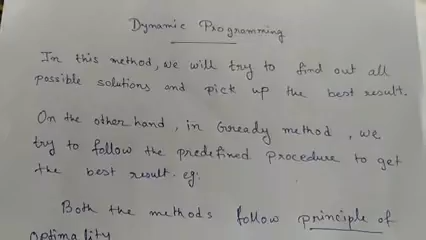 Dynamic Programming
In this method, we will try to find out all
possible solutions and pick up the best result.
On the other hand, in Gready method, we
try to follow the predefined procedure to get
the best result. eg:
Both the methods follow principle of
optimality